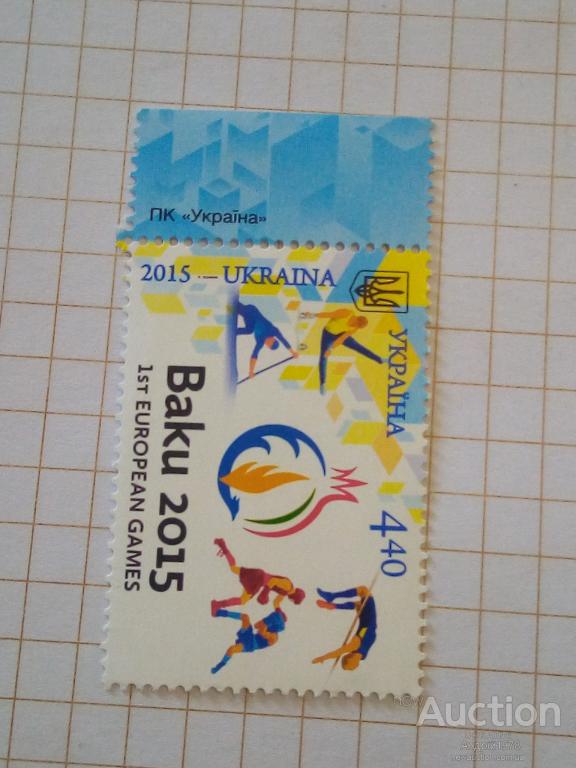 ПК «Україна»
2015 — UKRAINA
УКРАЇНА
4 40
Baku 2015
1ST EUROPEAN GAMES
Auction